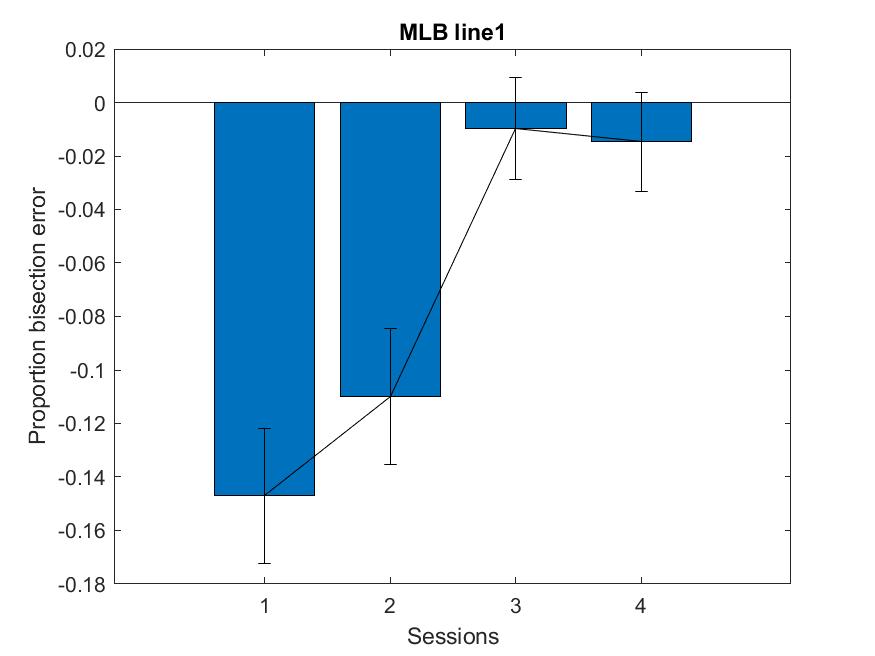 MLB line1
0.02
0
-0.02
-0.04
-0.06
-0.08
-0.1
-0.12
-0.14
-0.16
-0.18
Proportion bisection error
1 2 3 4
Sessions